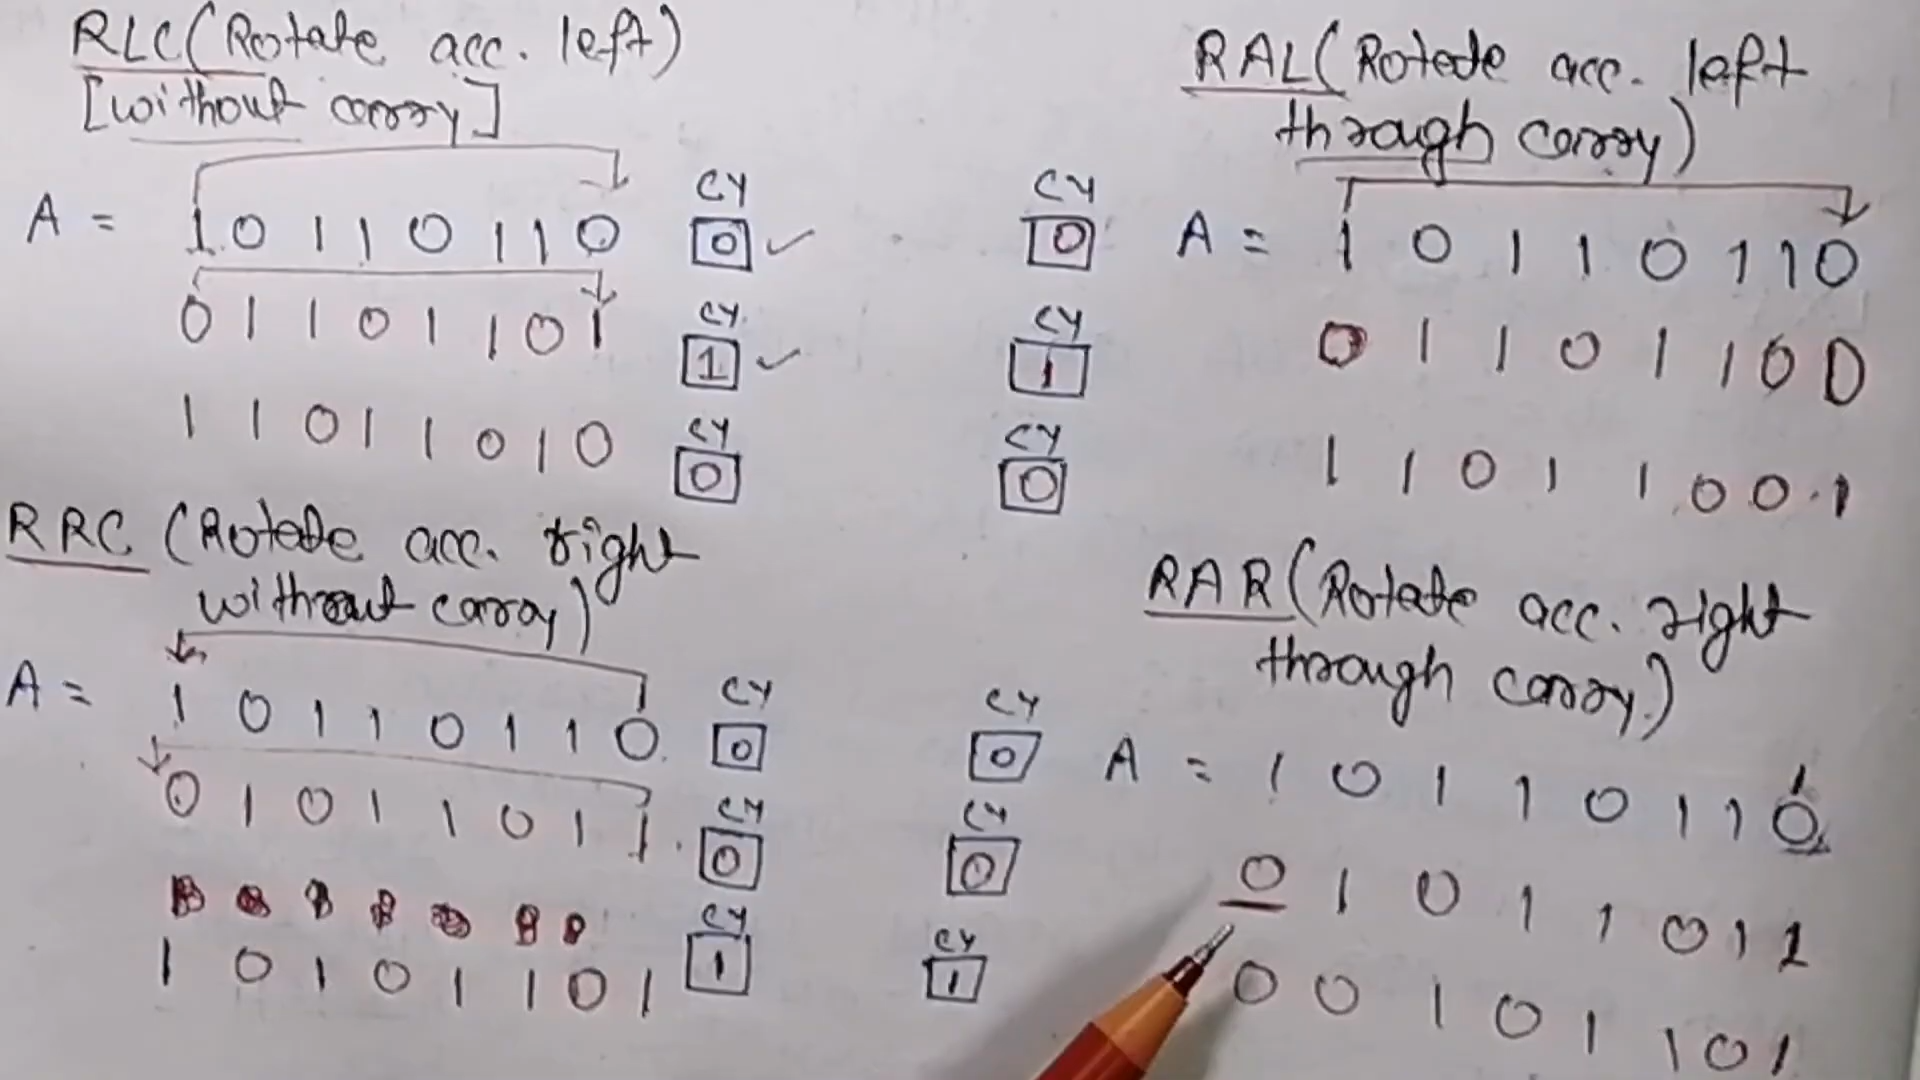 RLC (Rotate acc. left)
[without carry]
CY
A = 1 0 1 1 0 1 1 0 0
CY
0 1 1 0 1 1 0 1 1
CY
1 1 0 1 1 0 1 0 0
RRC (Rotate acc. right
without carry)
CY
A = 1 0 1 1 0 1 1 0 0
CY
0 1 0 1 1 0 1 1 0
CY
1 0 1 0 1 1 0 1 1
RAL (Rotate acc. left
through carry)
CY
0 A = 1 0 1 1 0 1 1 0
CY
1 0 1 1 0 1 1 0 0
CY
0 1 1 0 1 1 0 0 1
RAR (Rotate acc. right
through carry)
CY
0 A = 1 0 1 1 0 1 1 0
CY
0 0 1 0 1 1 0 1 1
CY
1 0 0 1 0 1 1 0 1